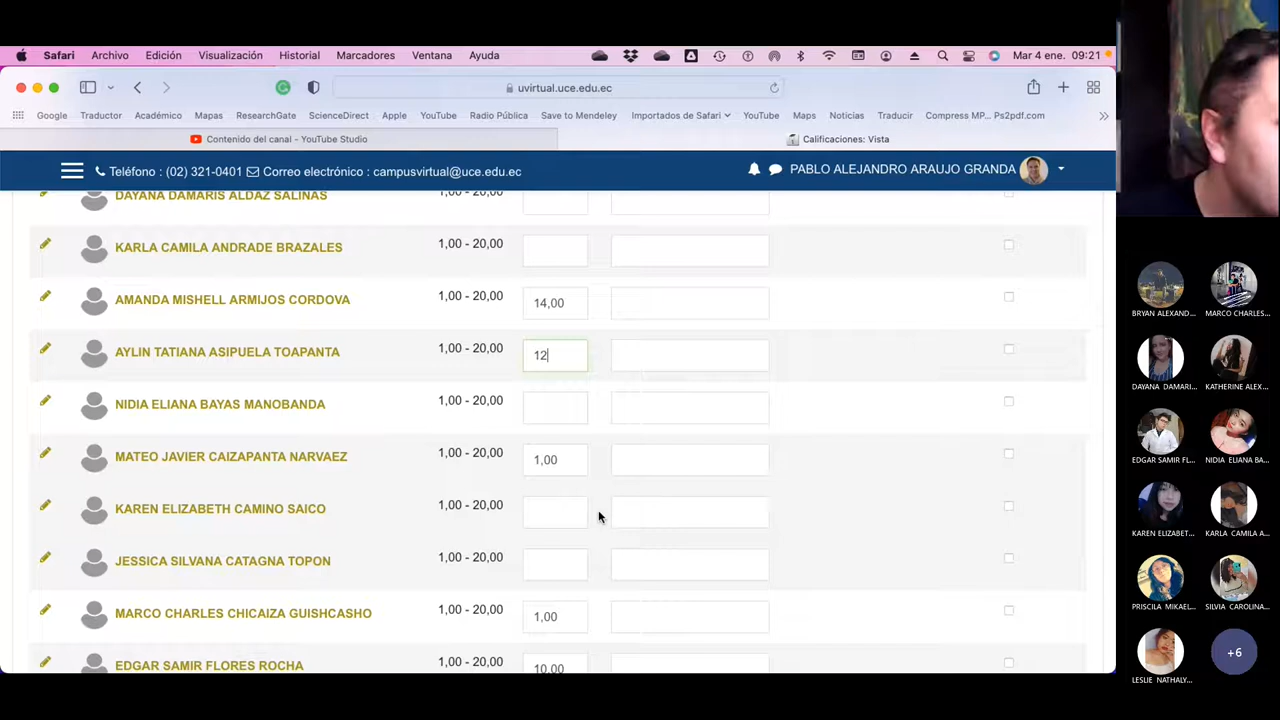 Safari Archivo Edición Visualización Historial Marcadores Ventana Ayuda Mar 4 ene. 09:21
uvirtual.uce.edu.ec
Google Traductor Académico Mapas ResearchGate ScienceDirect Apple YouTube Radio Pública Save to Mendeley Importados de Safari YouTube Maps Noticias Traducir Compress MP... Ps2pdf.com
Contenido del canal - YouTube Studio Calificaciones: Vista
Teléfono : (02) 321-0401 Correo electrónico : campusvirtual@uce.edu.ec PABLO ALEJANDRO ARAUJO GRANDA
DAYANA DAMARIS ALDAZ SALINAS 1,00 - 20,00
KARLA CAMILA ANDRADE BRAZALES 1,00 - 20,00
AMANDA MISHELL ARMIJOS CORDOVA 1,00 - 20,00 14,00
AYLIN TATIANA ASIPUELA TOAPANTA 1,00 - 20,00 12
NIDIA ELIANA BAYAS MANOBANDA 1,00 - 20,00
MATEO JAVIER CAIZAPANTA NARVAEZ 1,00 - 20,00 1,00
KAREN ELIZABETH CAMINO SAICO 1,00 - 20,00
JESSICA SILVANA CATAGNA TOPON 1,00 - 20,00
MARCO CHARLES CHICAIZA GUISHCASHO 1,00 - 20,00 1,00
EDGAR SAMIR FLORES ROCHA 1,00 - 20,00 10,00
BRYAN ALEXAND... MARCO CHARLES...
DAYANA DAMARI... KATHERINE ALEX...
EDGAR SAMIR FL... NIDIA ELIANA BA...
KAREN ELIZABET... KARLA CAMILA A...
PRISCILA MIKAEL... SILVIA CAROLINA...
LESLIE NATHALY... +6